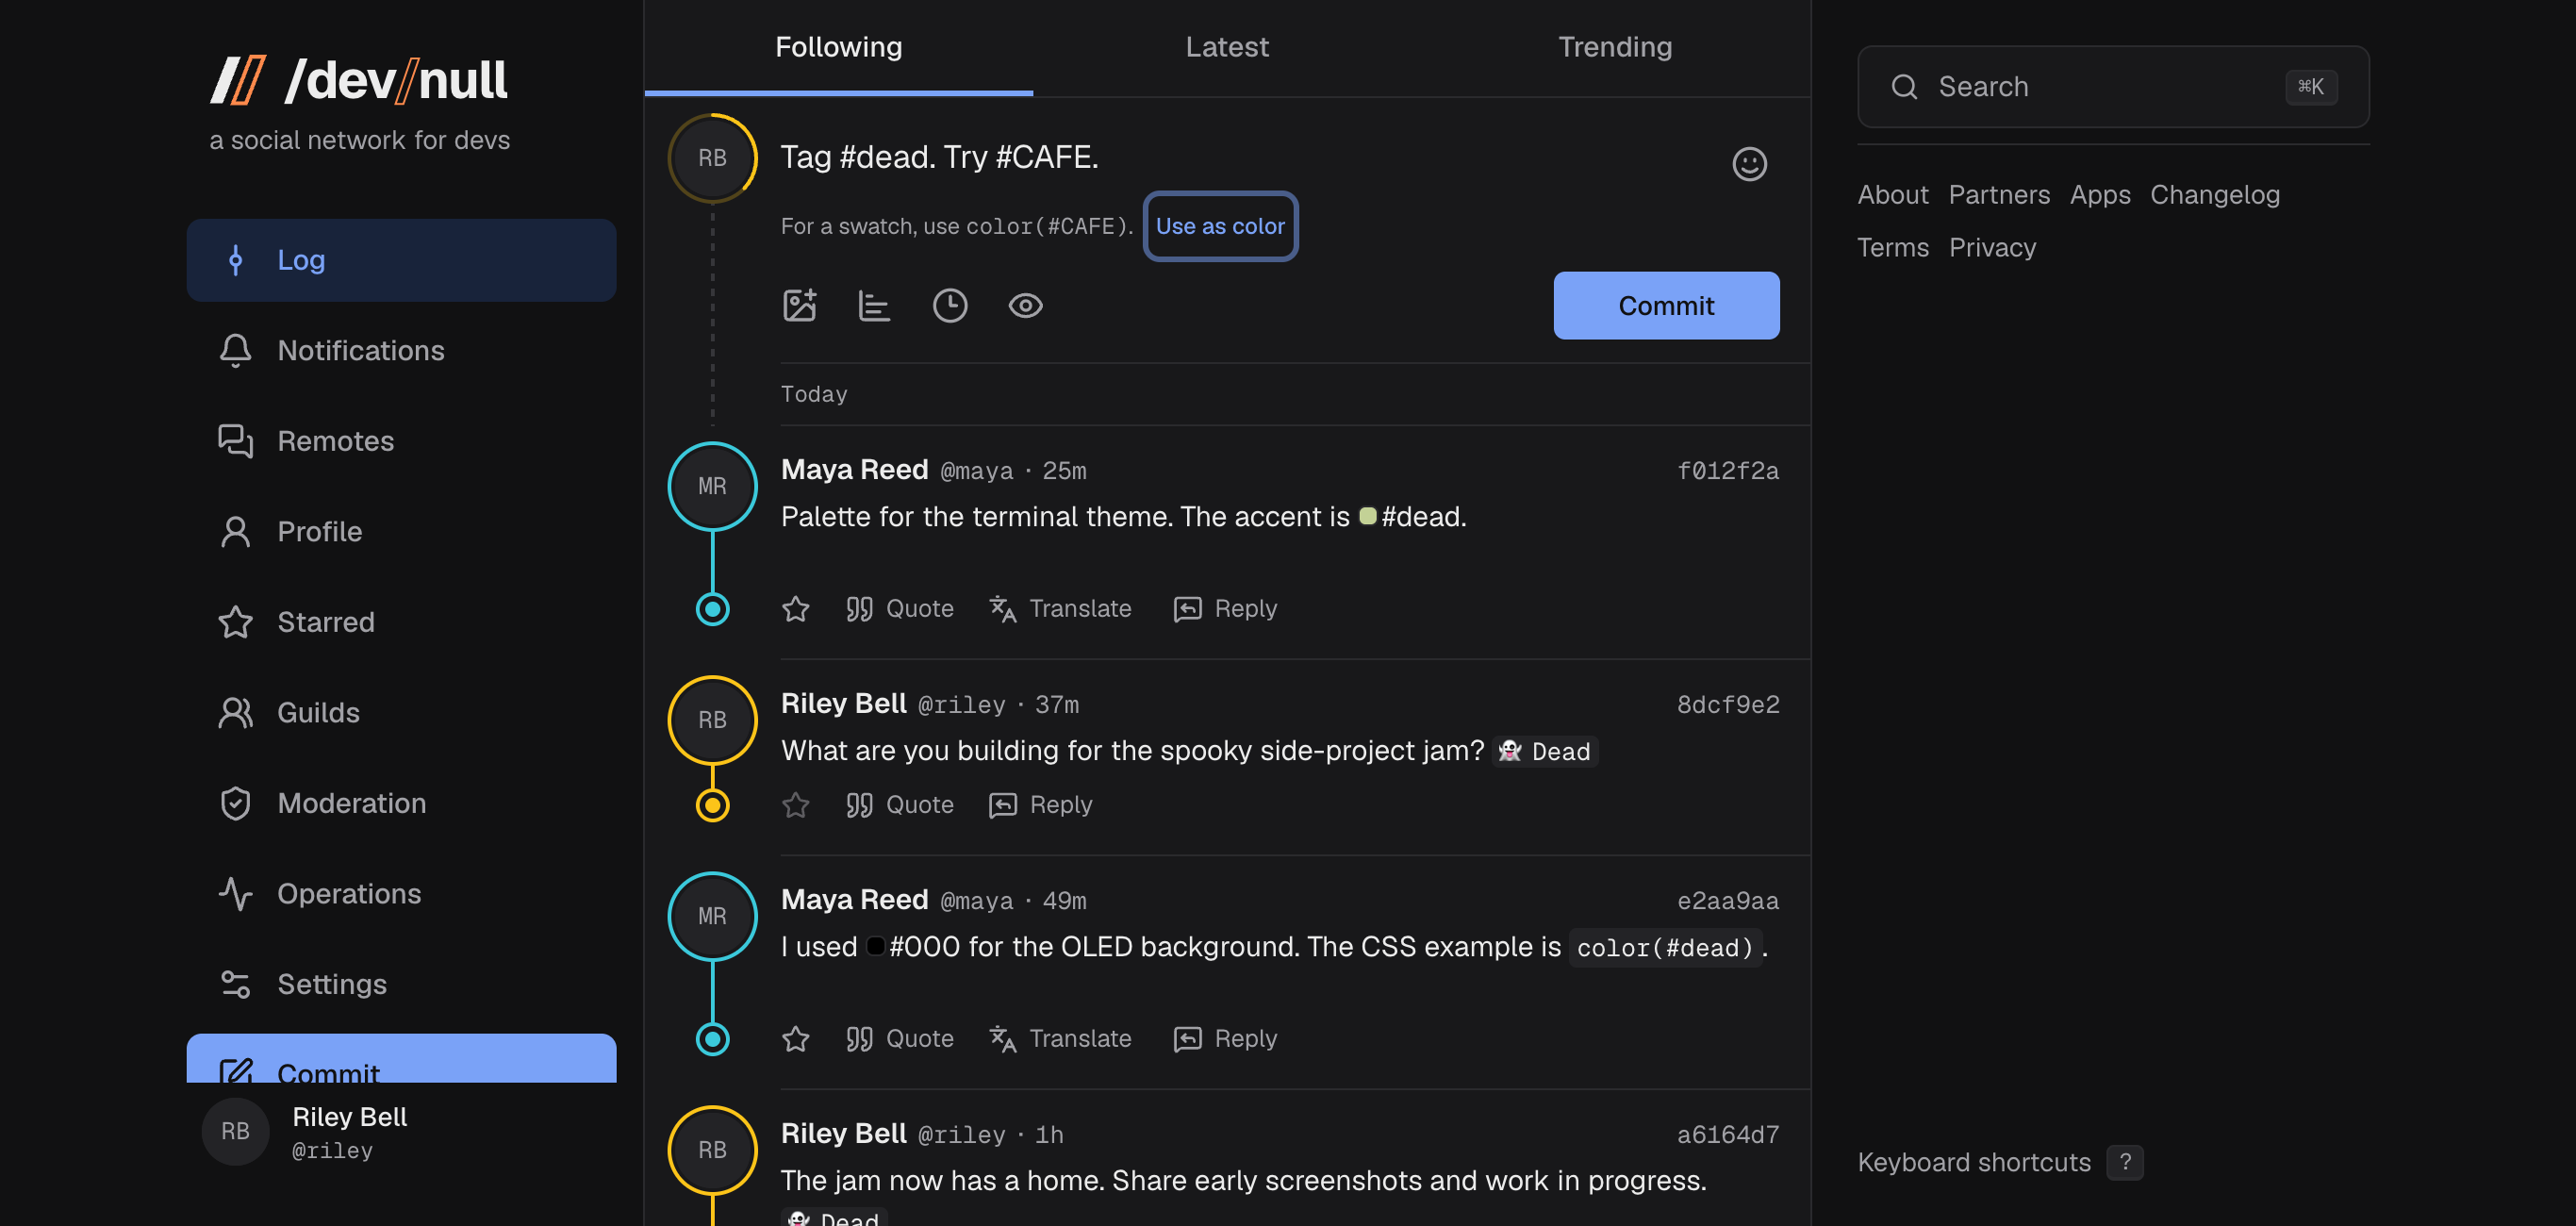 /dev//null
a social network for devs
Log
Notifications
Remotes
Profile
Starred
Guilds
Moderation
Operations
Settings
Commit
RB
Riley Bell
@riley
Following
Latest
Trending
RB
Tag #dead. Try #CAFE.
For a swatch, use color(#CAFE). Use as color
Commit
Today
MR
Maya Reed @maya · 25m f012f2a
Palette for the terminal theme. The accent is #dead.
Quote Translate Reply
RB
Riley Bell @riley · 37m 8dcf9e2
What are you building for the spooky side-project jam? 👻 Dead
Quote Reply
MR
Maya Reed @maya · 49m e2aa9aa
I used #000 for the OLED background. The CSS example is color(#dead).
Quote Translate Reply
RB
Riley Bell @riley · 1h a6164d7
The jam now has a home. Share early screenshots and work in progress.
👻 Dead
Search ⌘K
About Partners Apps Changelog
Terms Privacy
Keyboard shortcuts ?